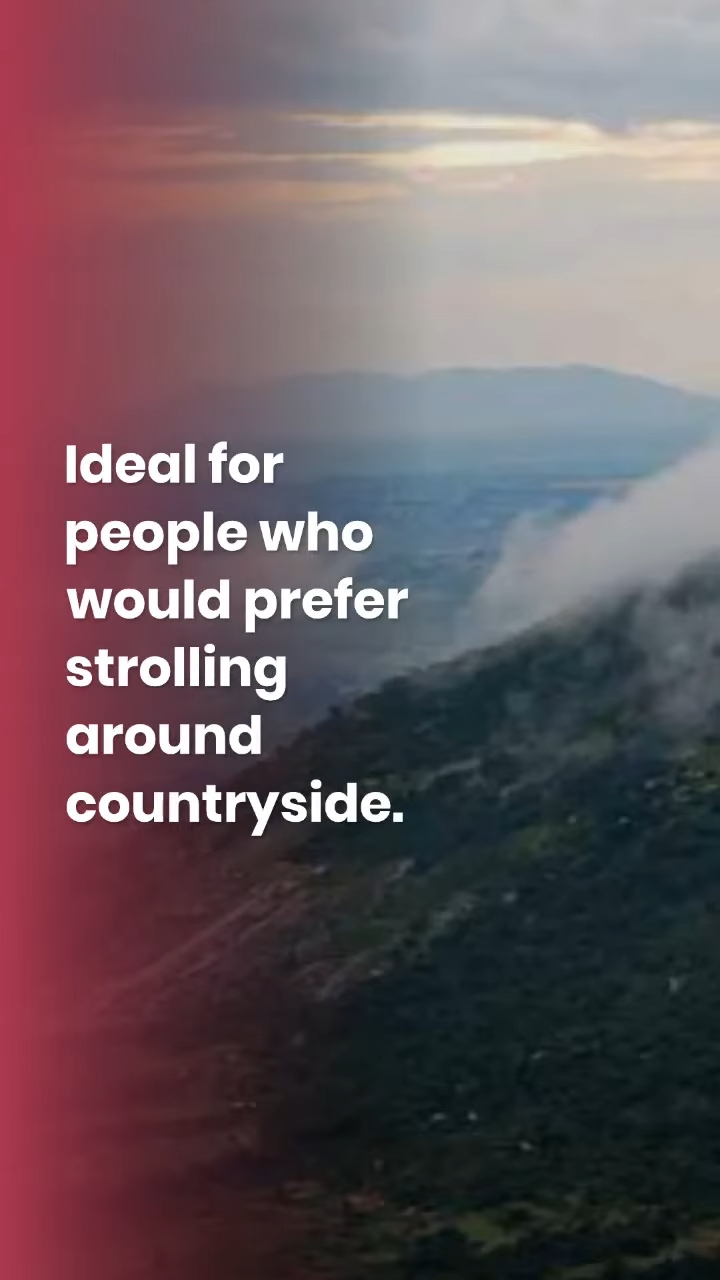 Ideal for
people who
would prefer
strolling
around
countryside.